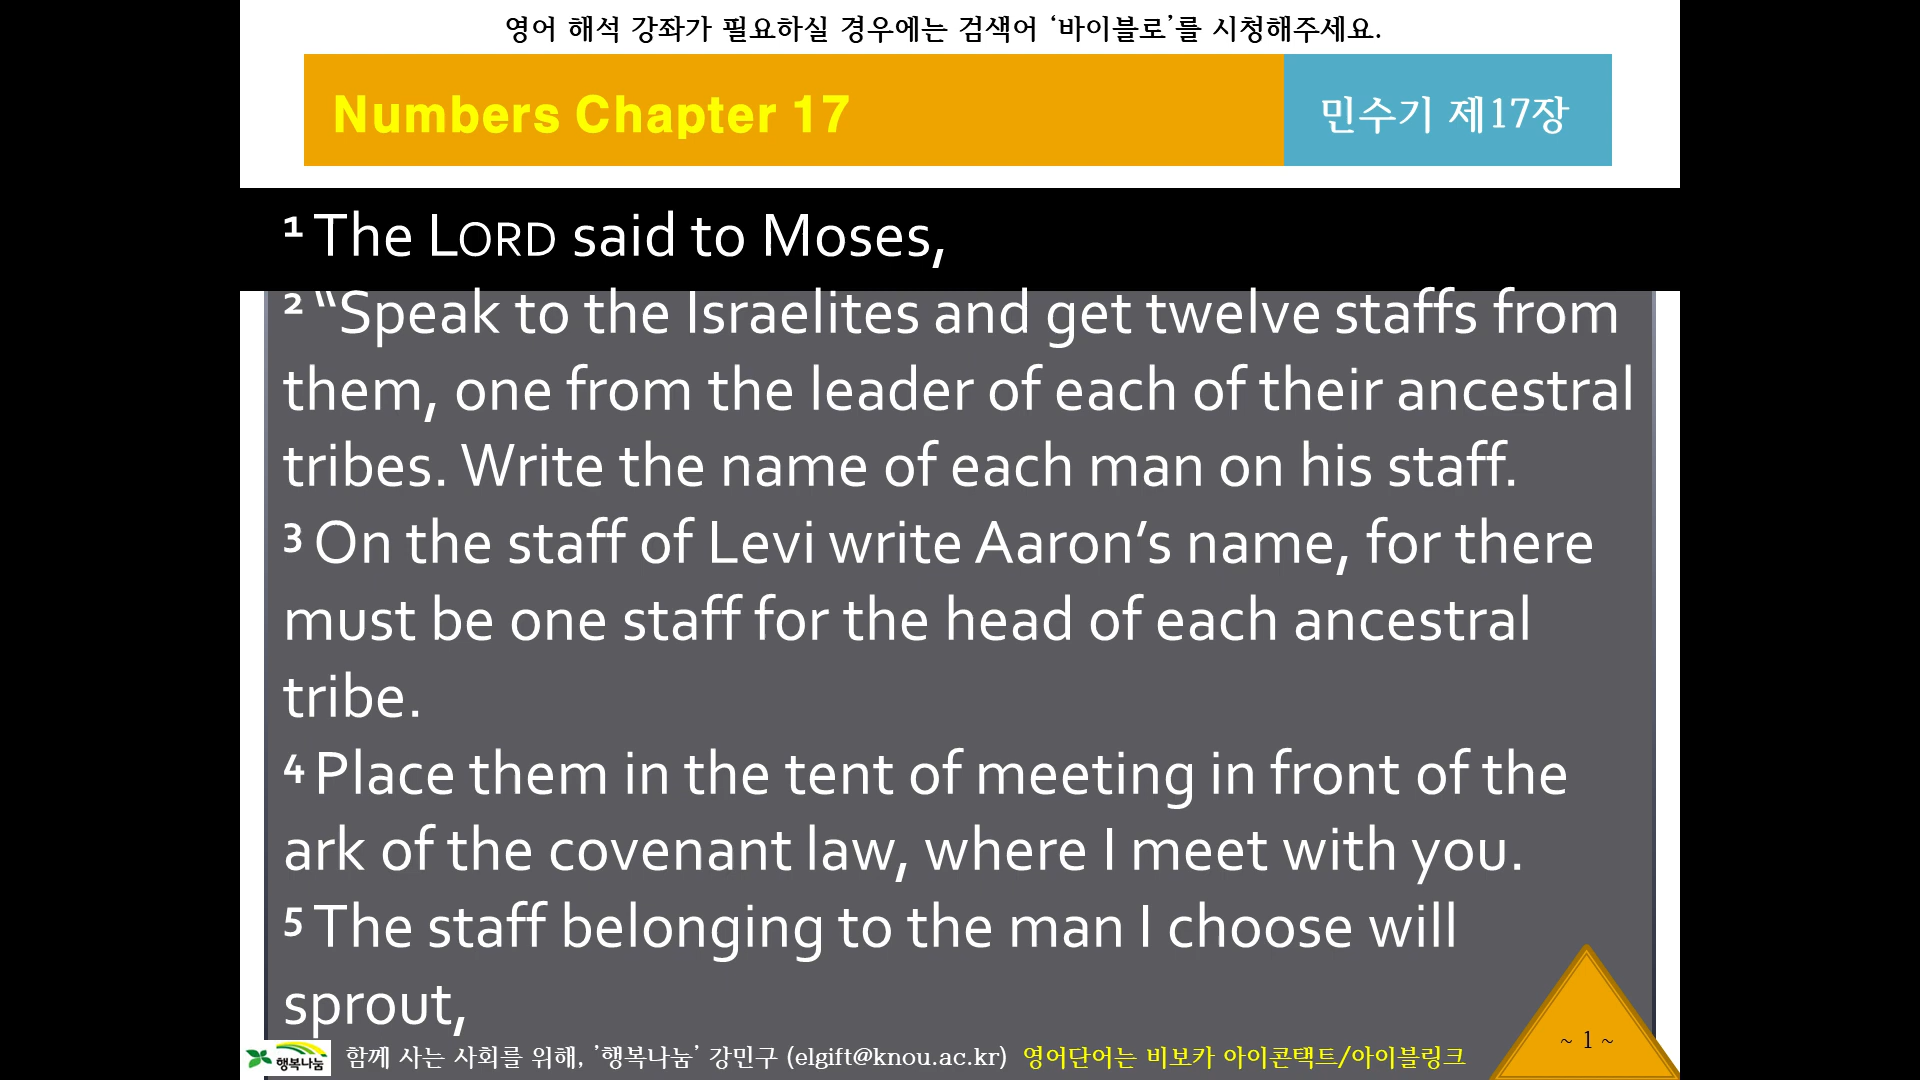 영어 해석 강좌가 필요하실 경우에는 검색어 ‘바이블로’를 시청해주세요.
Numbers Chapter 17
민수기 제17장
1 The LORD said to Moses,
2 “Speak to the Israelites and get twelve staffs from
them, one from the leader of each of their ancestral
tribes. Write the name of each man on his staff.
3 On the staff of Levi write Aaron’s name, for there
must be one staff for the head of each ancestral
tribe.
4 Place them in the tent of meeting in front of the
ark of the covenant law, where I meet with you.
5 The staff belonging to the man I choose will
sprout,
행복나눔
함께 사는 사회를 위해, ’행복나눔’ 강민구 (elgift@knou.ac.kr) 영어단어는 비보카 아이콘택트/아이블링크
~ 1 ~